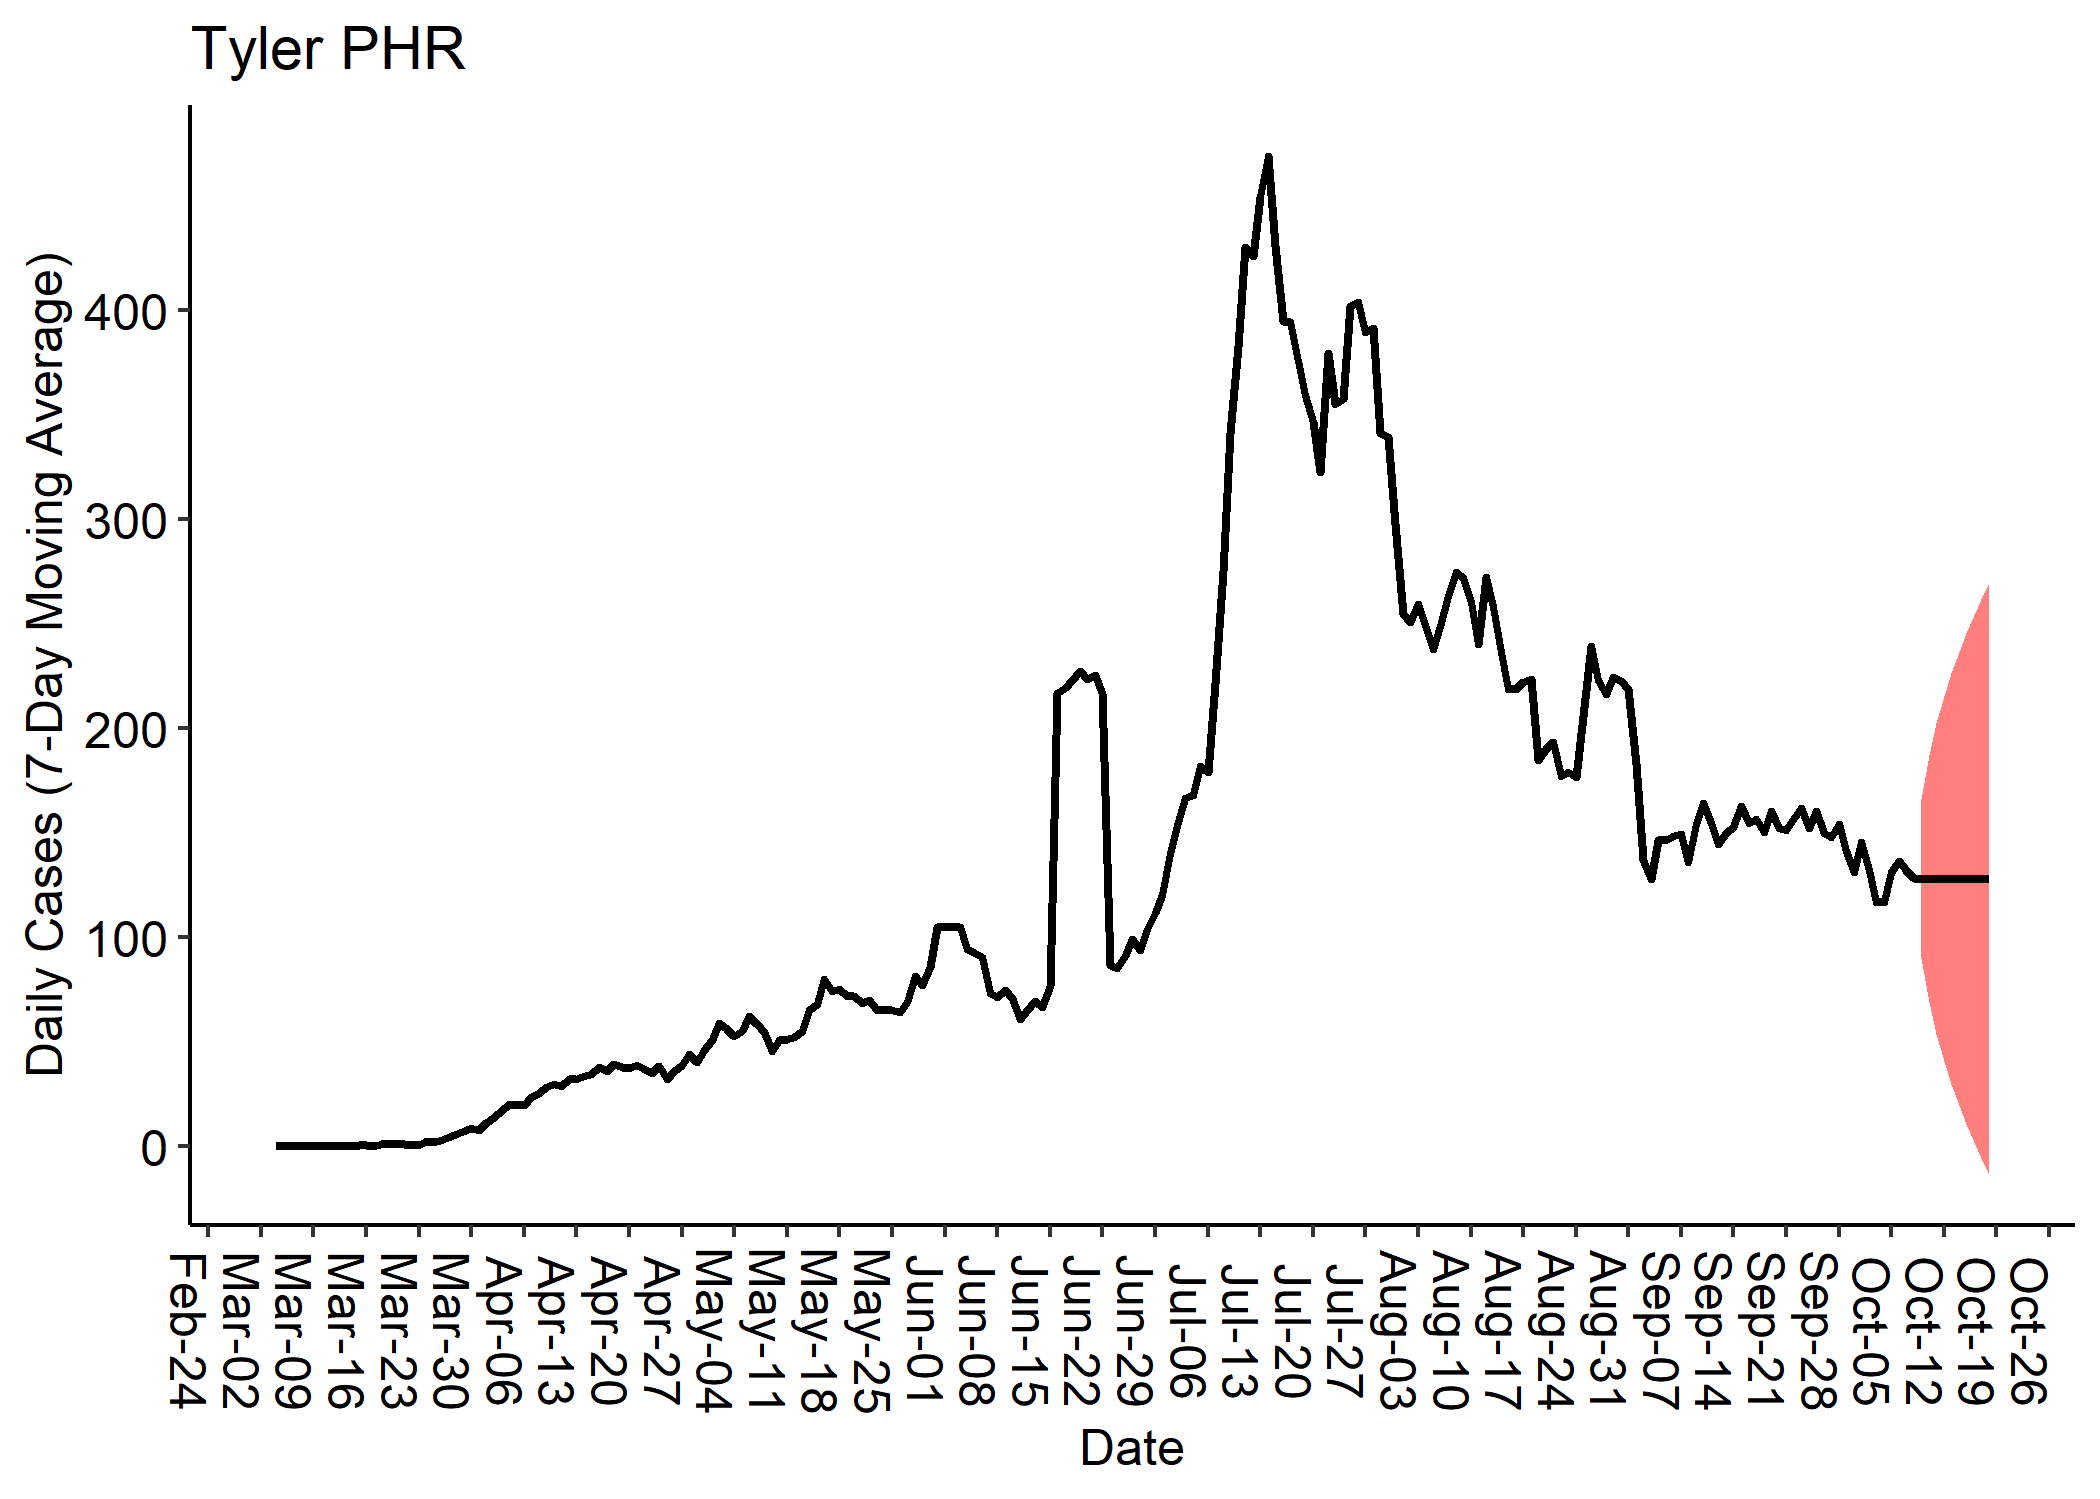 Tyler PHR
Daily Cases (7-Day Moving Average)
400
300
200
100
0
Feb-24
Mar-02
Mar-09
Mar-16
Mar-23
Mar-30
Apr-06
Apr-13
Apr-20
Apr-27
May-04
May-11
May-18
May-25
Jun-01
Jun-08
Jun-15
Jun-22
Jun-29
Jul-06
Jul-13
Jul-20
Jul-27
Aug-03
Aug-10
Aug-17
Aug-24
Aug-31
Sep-07
Sep-14
Sep-21
Sep-28
Oct-05
Oct-12
Oct-19
Oct-26
Date